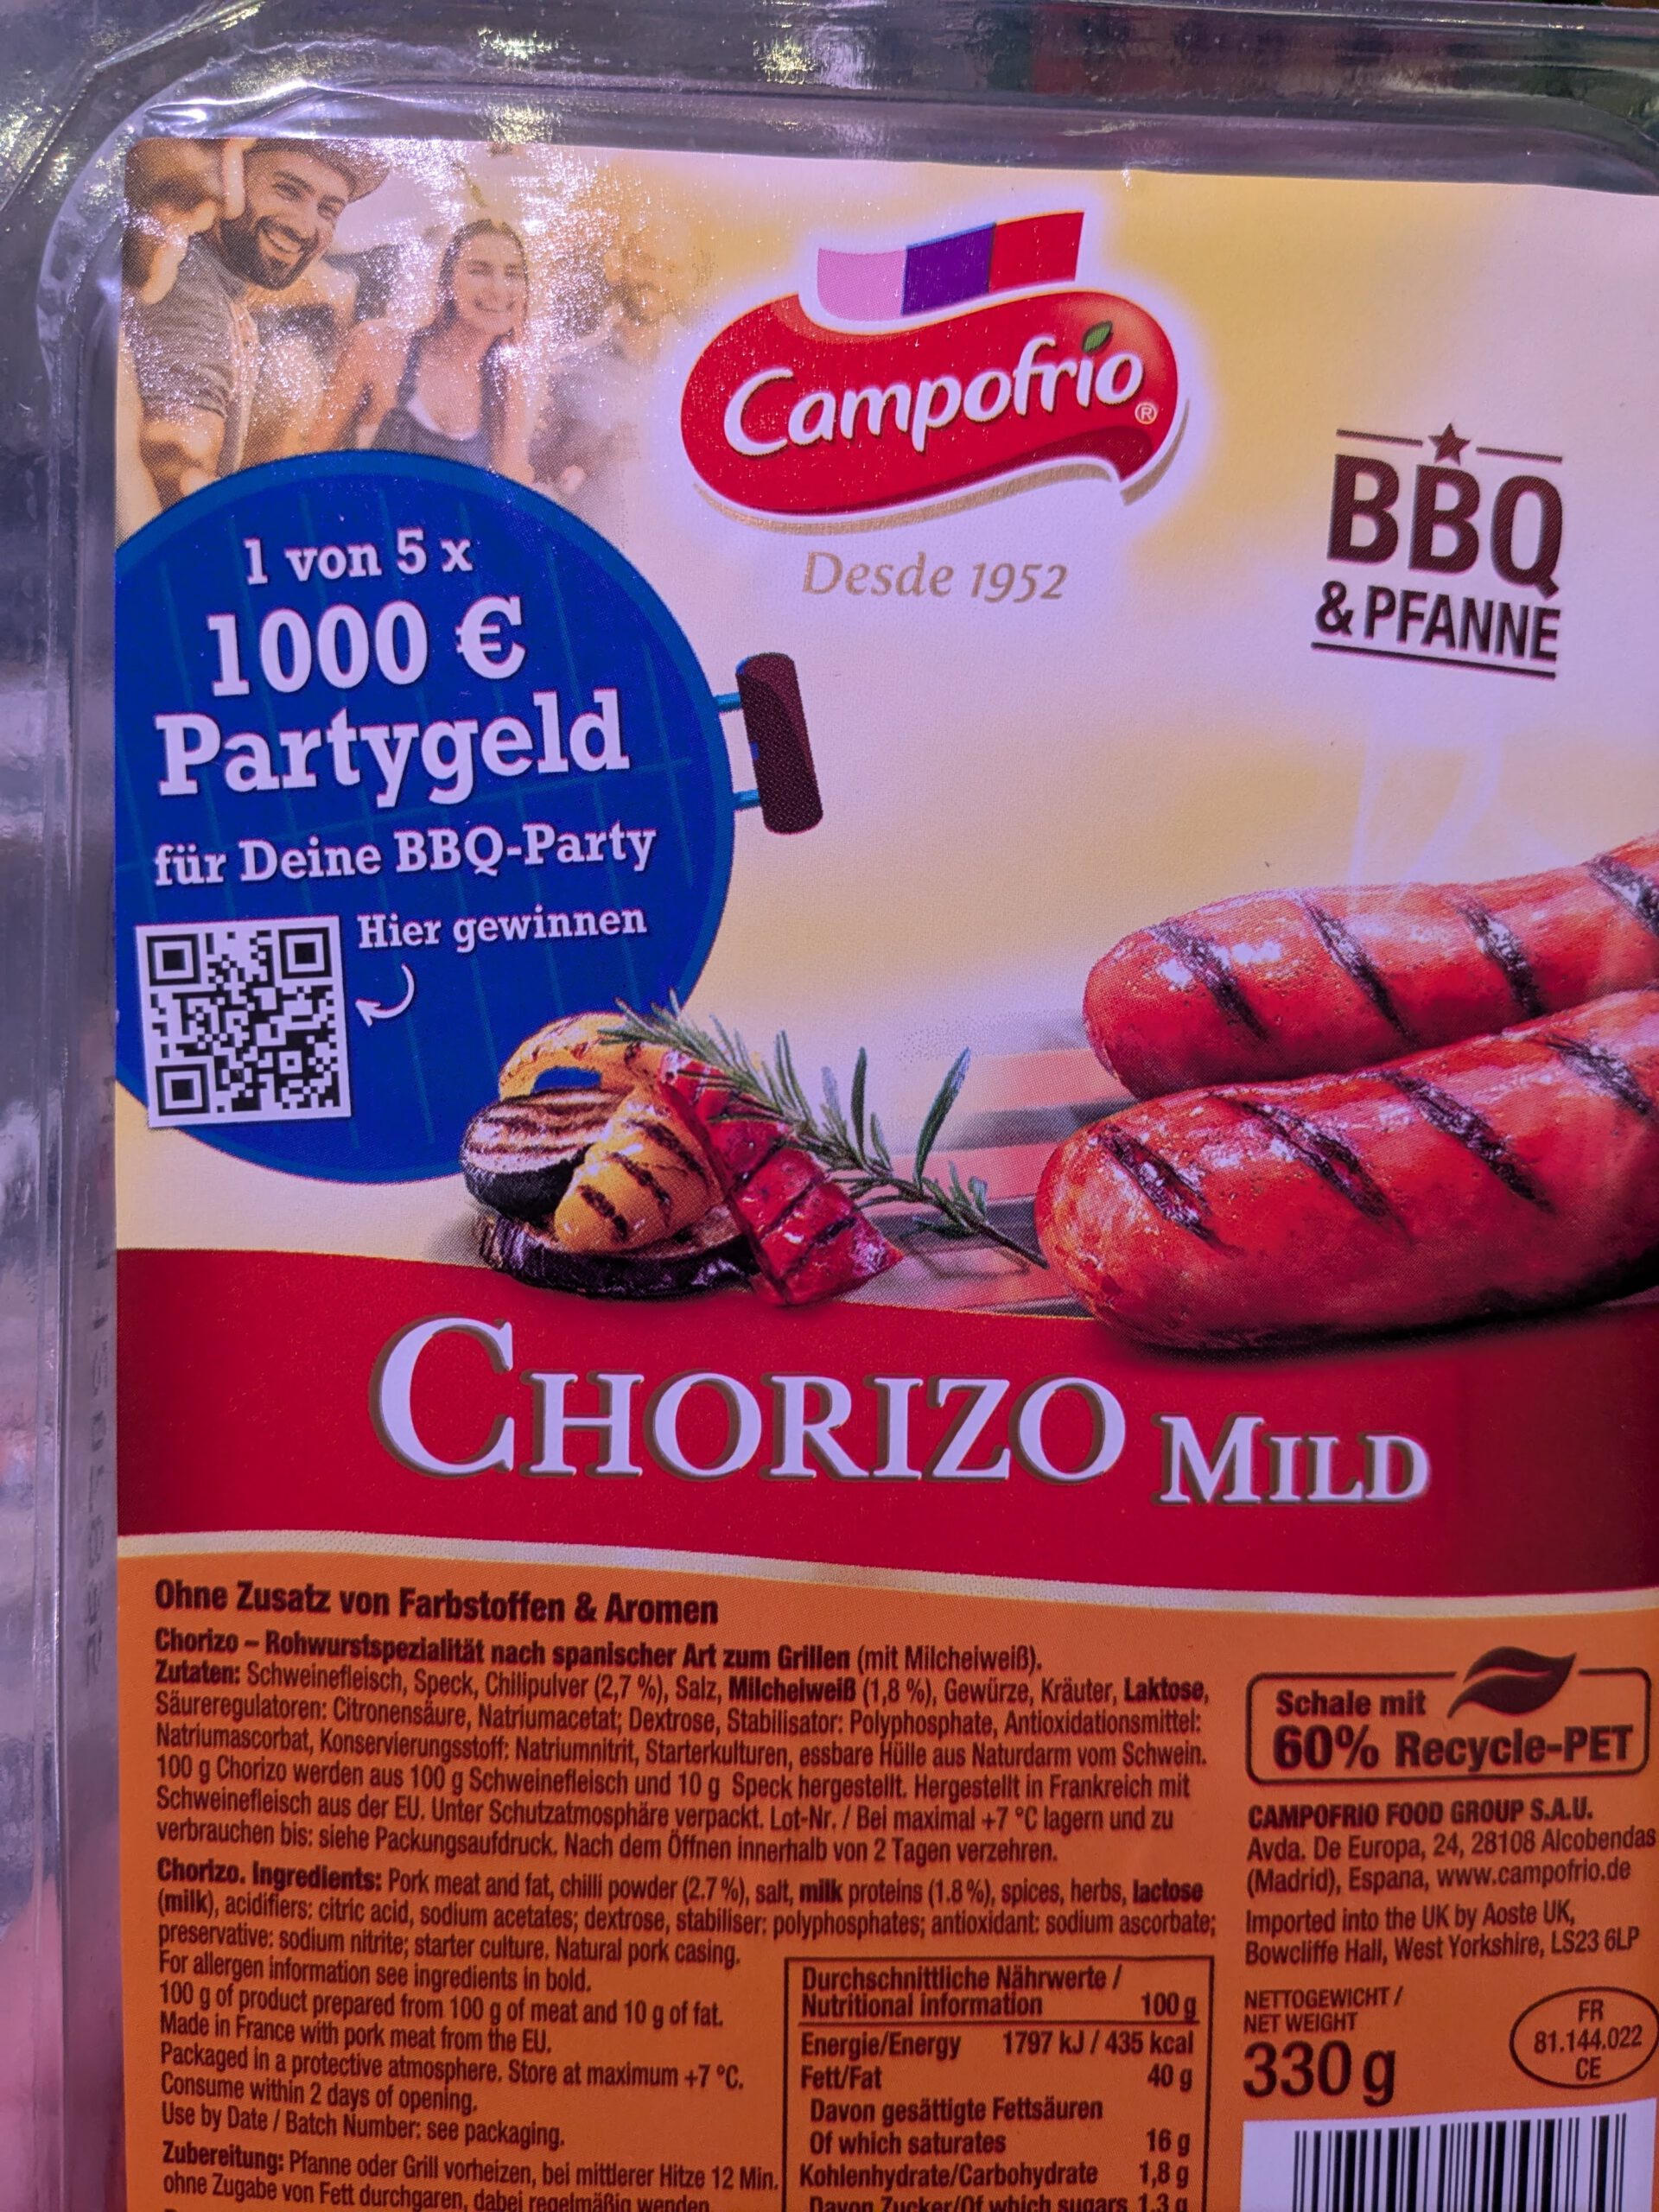 Campofrio®
Desde 1952
BBQ
& PFANNE
1 von 5 x
1000 €
Partygeld
für Deine BBQ-Party
Hier gewinnen
CHORIZO MILD
Ohne Zusatz von Farbstoffen & Aromen
Chorizo – Rohwurstspezialität nach spanischer Art zum Grillen (mit Milcheiweiß).
Zutaten: Schweinefleisch, Speck, Chilipulver (2,7 %), Salz, Milcheiweiß (1,8 %), Gewürze, Kräuter, Laktose,
Säureregulatoren: Citronensäure, Natriumacetat; Dextrose, Stabilisator: Polyphosphate, Antioxidationsmittel:
Natriumascorbat, Konservierungsstoff: Natriumnitrit, Starterkulturen, essbare Hülle aus Naturdarm vom Schwein.
100 g Chorizo werden aus 100 g Schweinefleisch und 10 g Speck hergestellt. Hergestellt in Frankreich mit
Schweinefleisch aus der EU. Unter Schutzatmosphäre verpackt. Lot-Nr. / Bei maximal +7 °C lagern und zu
verbrauchen bis: siehe Packungsaufdruck. Nach dem Öffnen innerhalb von 2 Tagen verzehren.
Chorizo. Ingredients: Pork meat and fat, chilli powder (2.7 %), salt, milk proteins (1.8 %), spices, herbs, lactose
(milk), acidifiers: citric acid, sodium acetates; dextrose, stabiliser: polyphosphates; antioxidant: sodium ascorbate;
preservative: sodium nitrite; starter culture. Natural pork casing.
For allergen information see ingredients in bold.
100 g of product prepared from 100 g of meat and 10 g of fat.
Made in France with pork meat from the EU.
Packaged in a protective atmosphere. Store at maximum +7 °C.
Consume within 2 days of opening.
Use by Date / Batch Number: see packaging.
Zubereitung: Pfanne oder Grill vorheizen, bei mittlerer Hitze 12 Min.
ohne Zugabe von Fett durchgaren, dabei regelmäßig wenden.
Durchschnittliche Nährwerte /
Nutritional information 100 g
Energie/Energy 1797 kJ / 435 kcal
Fett/Fat 40 g
Davon gesättigte Fettsäuren
Of which saturates 16 g
Kohlenhydrate/Carbohydrate 1,8 g
Davon Zucker/Of which sugars 1,3 g
Schale mit
60% Recycle-PET
CAMPOFRIO FOOD GROUP S.A.U.
Avda. De Europa, 24, 28108 Alcobendas
(Madrid), Espana, www.campofrio.de
Imported into the UK by Aoste UK,
Bowcliffe Hall, West Yorkshire, LS23 6LP
NETTOGEWICHT /
NET WEIGHT
330 g
FR
81.144.022
CE